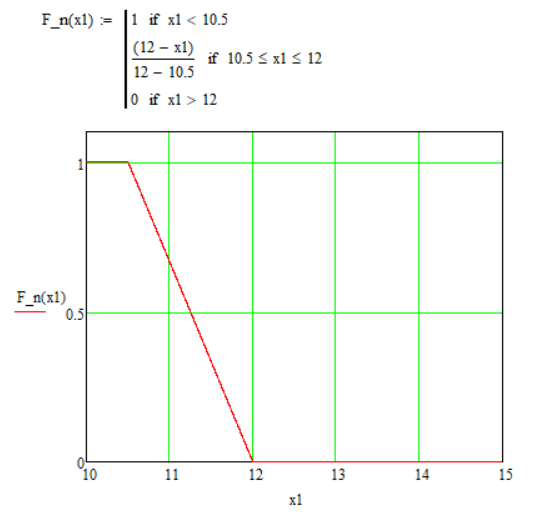 F_n(x1) := 1 if x1 < 10.5
(12 − x1)
12 − 10.5
if 10.5 ≤ x1 ≤ 12
0 if x1 > 12
1
F_n(x1)
0.5
0
10 11 12 13 14 15
x1